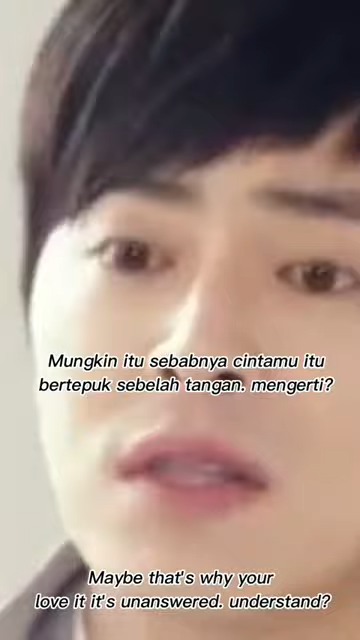 Mungkin itu sebabnya cintamu itu
bertepuk sebelah tangan. mengerti?
Maybe that's why your
love it it's unanswered. understand?